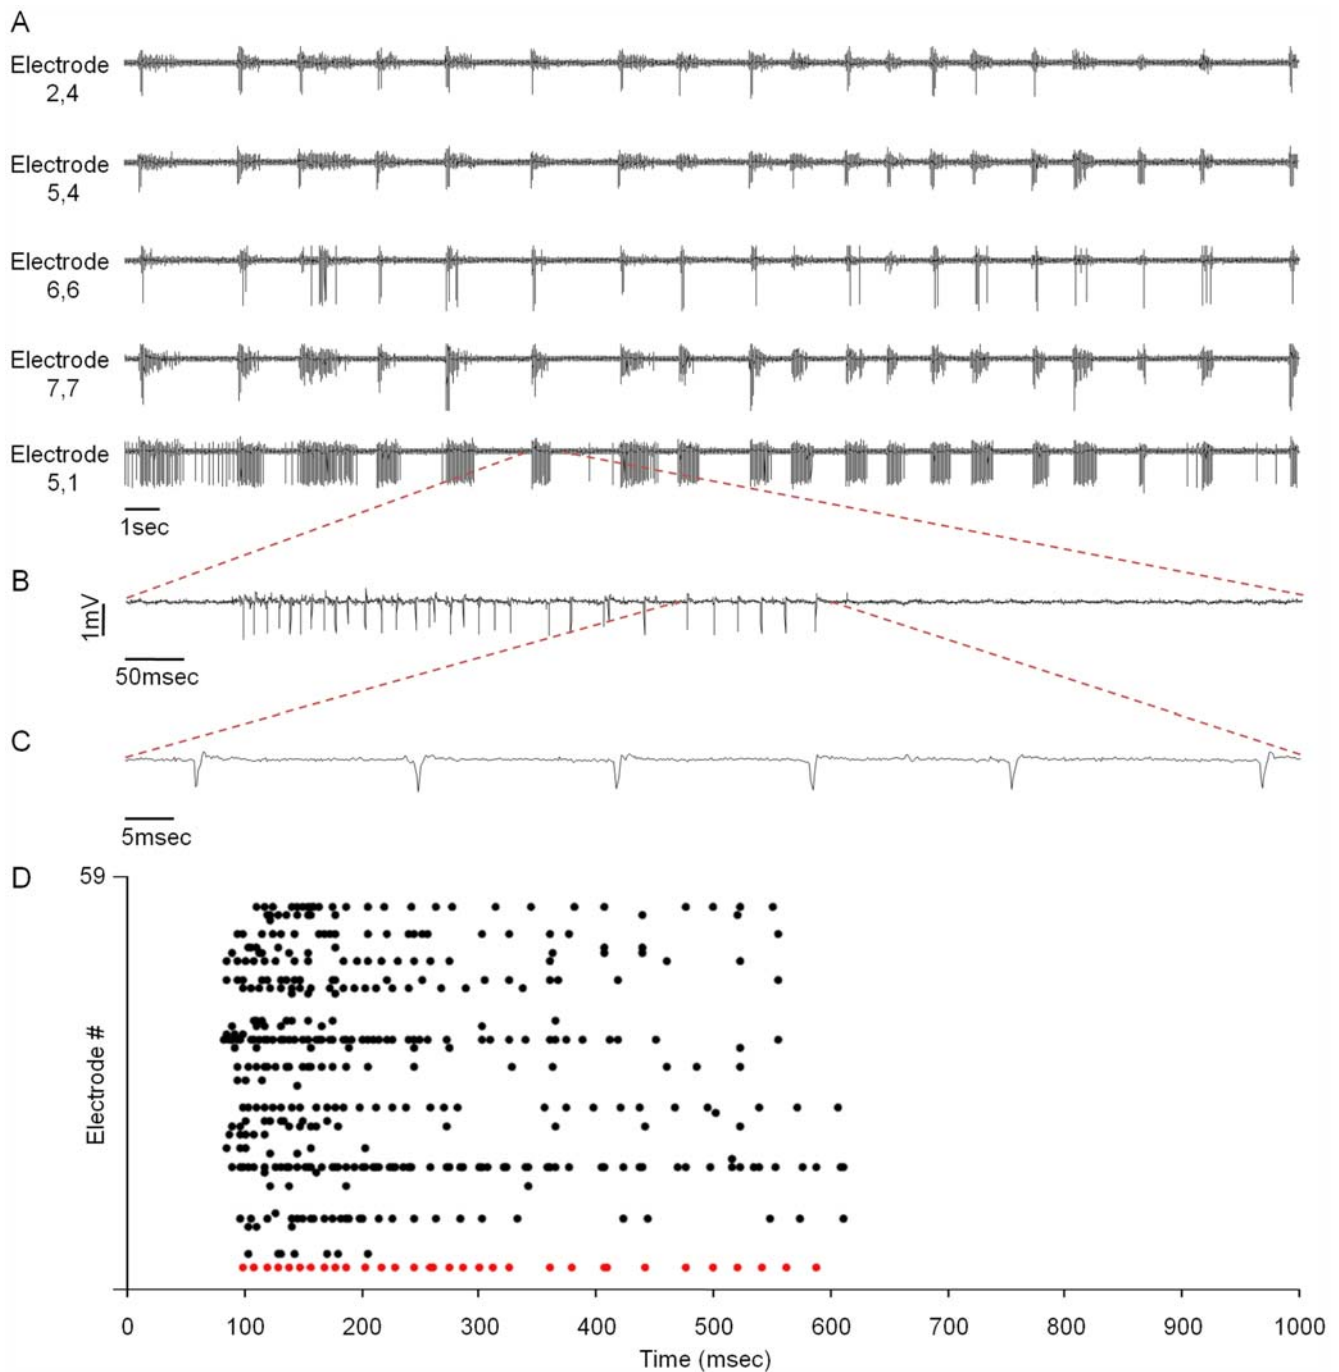 A
Electrode
2,4
Electrode
5,4
Electrode
6,6
Electrode
7,7
Electrode
5,1
1sec
B
1mV
50msec
C
5msec
D
59
Electrode #
0 100 200 300 400 500 600 700 800 900 1000
Time (msec)